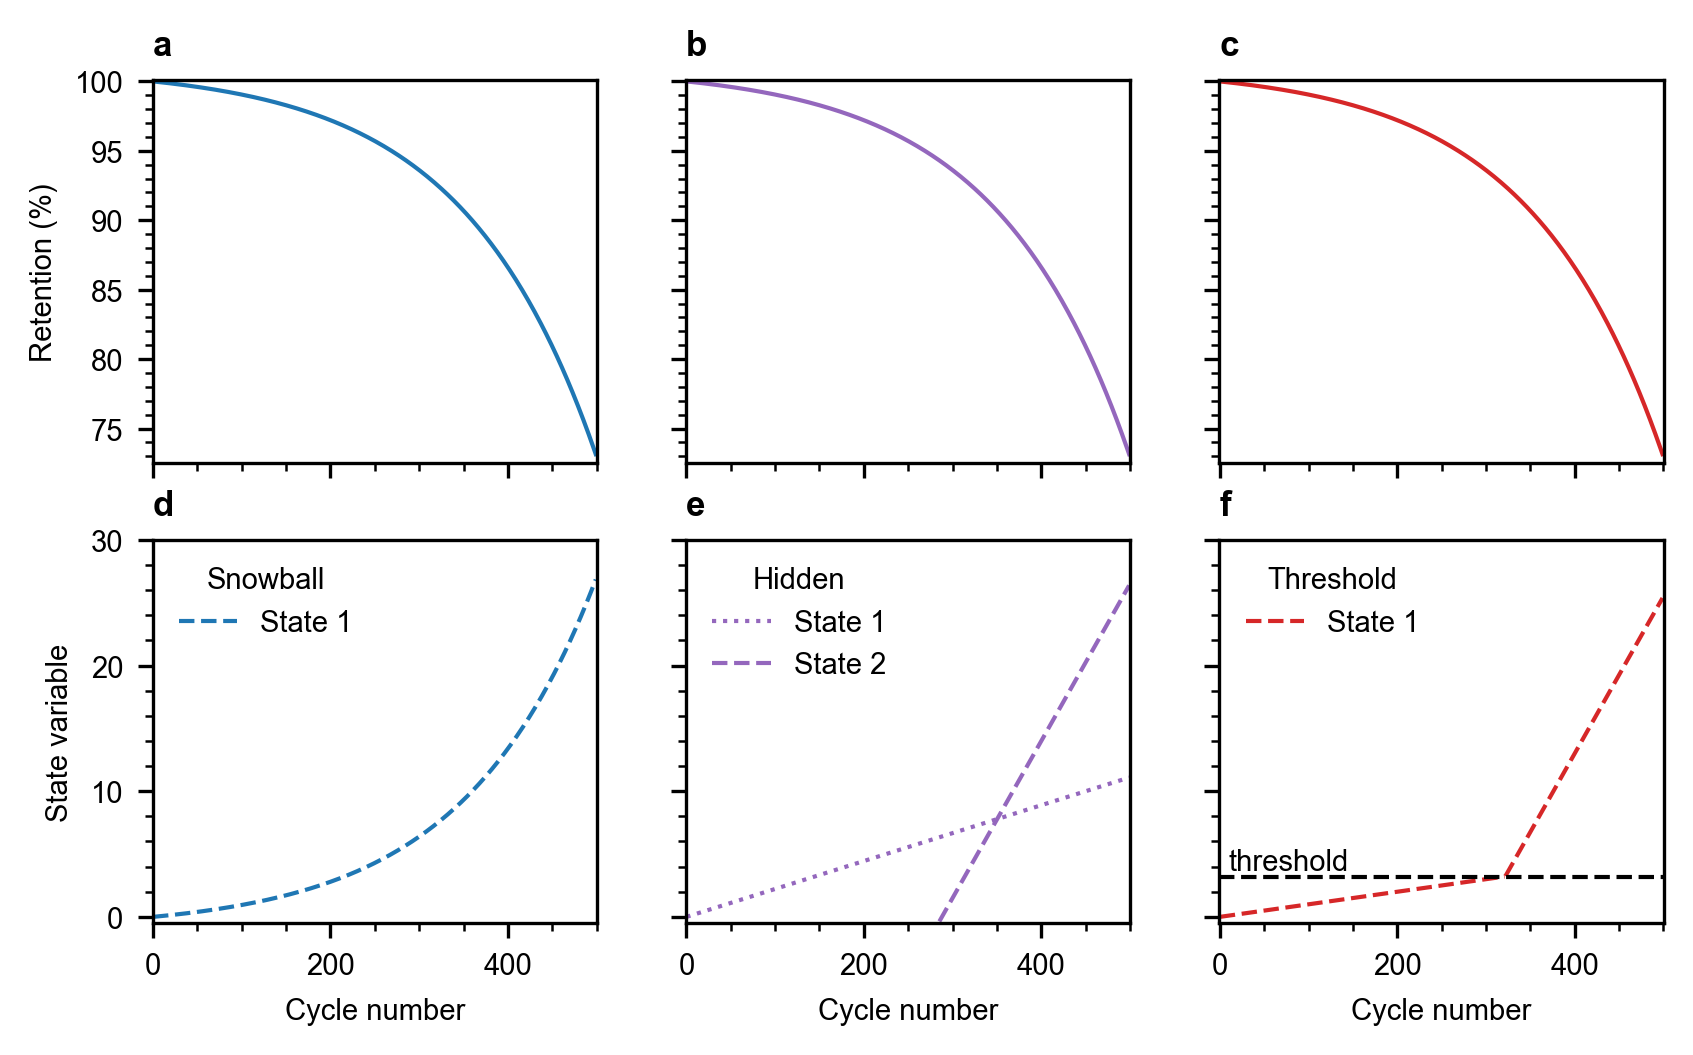 a
b
c
100
95
90
85
80
75
Retention (%)
d
e
f
30
20
10
0
State variable
Snowball
State 1
Hidden
State 1
State 2
Threshold
State 1
threshold
0 200 400
0 200 400
0 200 400
Cycle number
Cycle number
Cycle number